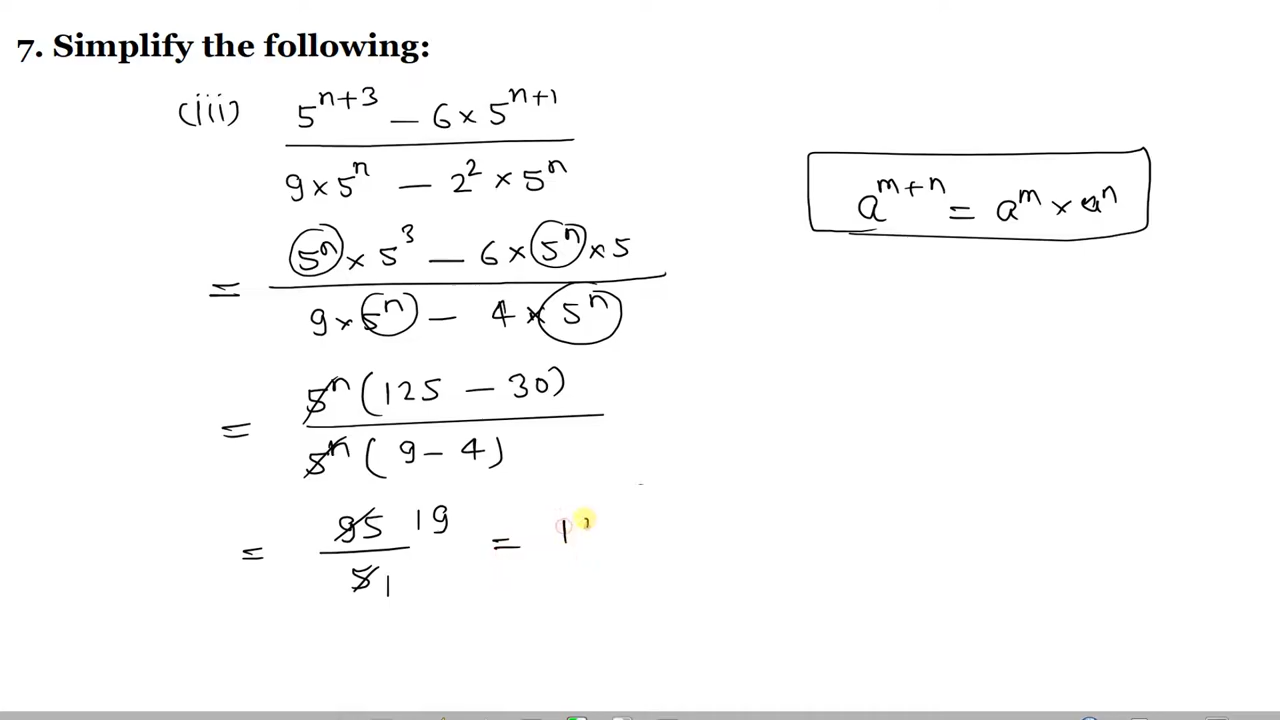 7. Simplify the following:
(iii) 5^{n+3} - 6 × 5^{n+1}
9 × 5^n - 2^2 × 5^n
a^{m+n} = a^m × a^n
= 5^n × 5^3 - 6 × 5^n × 5
9 × 5^n - 4 × 5^n
= 5^n (125 - 30)
5^n (9 - 4)
= 95 19 = 1
5 1